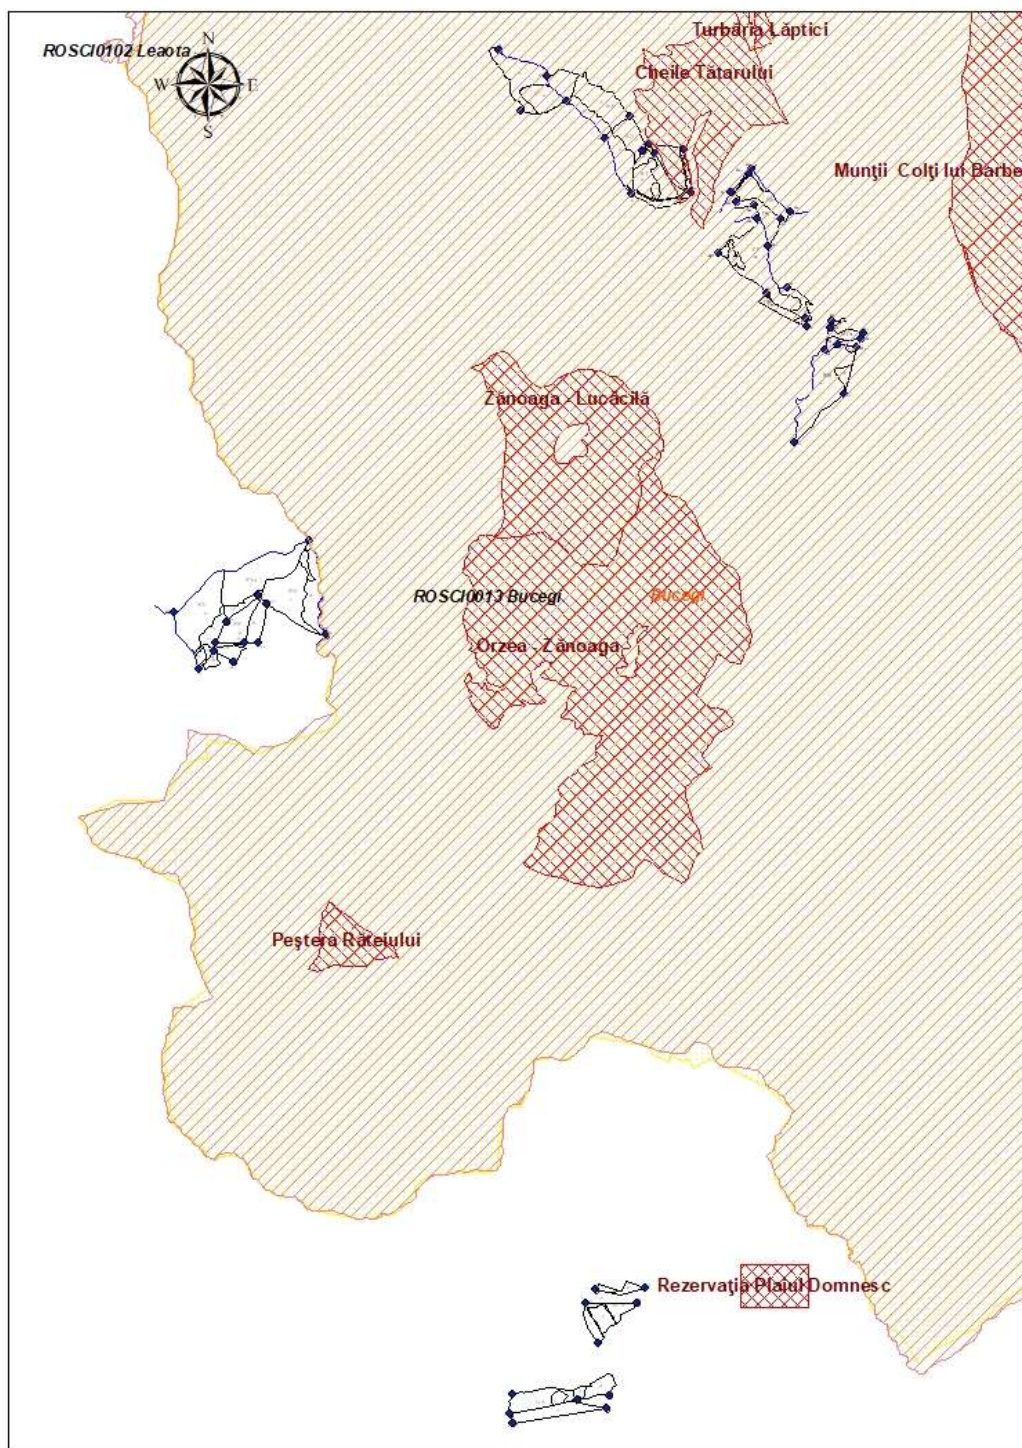 Turbăria Lăptici
ROSCI0102 Leaota
N
W
E
S
Cheile Tătarului
Munţii Colţi lui Barbe
Zănoaga - Lucăcilă
ROSCI0013 Bucegi
Bucegi
Orzea - Zănoaga
Peştera Răteiului
Rezervaţia Plaiul Domnesc